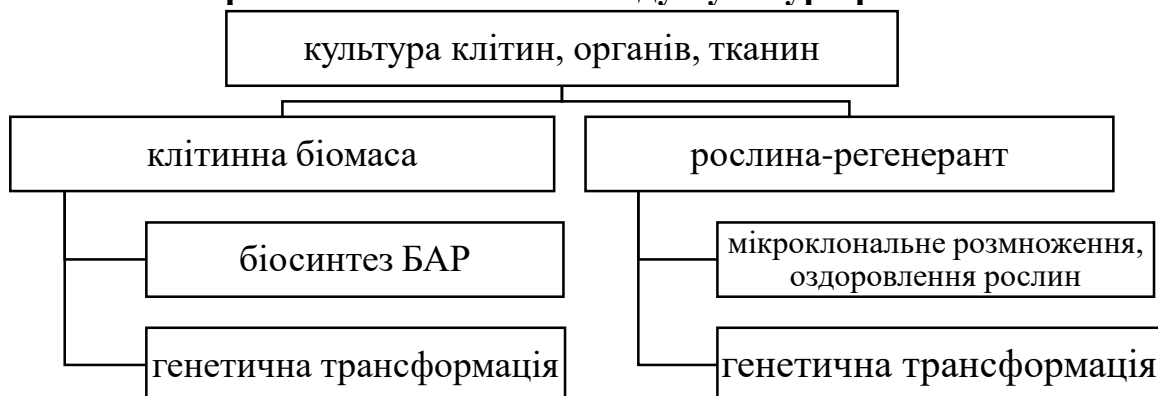 культура клітин, органів, тканин
клітинна біомаса
рослина-регенерант
біосинтез БАР
мікроклональне розмноження,
оздоровлення рослин
генетична трансформація
генетична трансформація